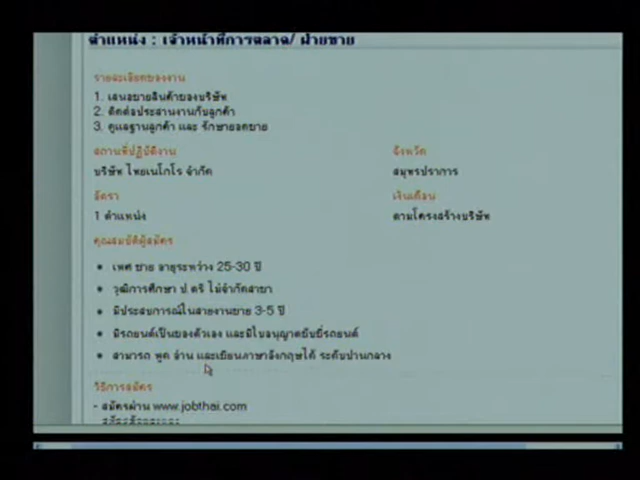 ตำแหน่ง : เจ้าหน้าที่การตลาด/ ฝ่ายขาย
รายละเอียดของงาน
1. เสนอขายสินค้าของบริษัท
2. ติดต่อประสานงานกับลูกค้า
3. ดูแลฐานลูกค้า และ รักษายอดขาย
สถานที่ปฏิบัติงาน จังหวัด
บริษัท ไทยเนโกโร จำกัด สมุทรปราการ
อัตรา เงินเดือน
1 ตำแหน่ง ตามโครงสร้างบริษัท
คุณสมบัติผู้สมัคร
• เพศ ชาย อายุระหว่าง 25-30 ปี
• วุฒิการศึกษา ป.ตรี ไม่จำกัดสาขา
• มีประสบการณ์ในสายงานขาย 3-5 ปี
• มีรถยนต์เป็นของตัวเอง และมีใบอนุญาตขับขี่รถยนต์
• สามารถ พูด อ่าน และเขียนภาษาอังกฤษได้ ระดับปานกลาง
วิธีการสมัคร
- สมัครผ่าน www.jobthai.com